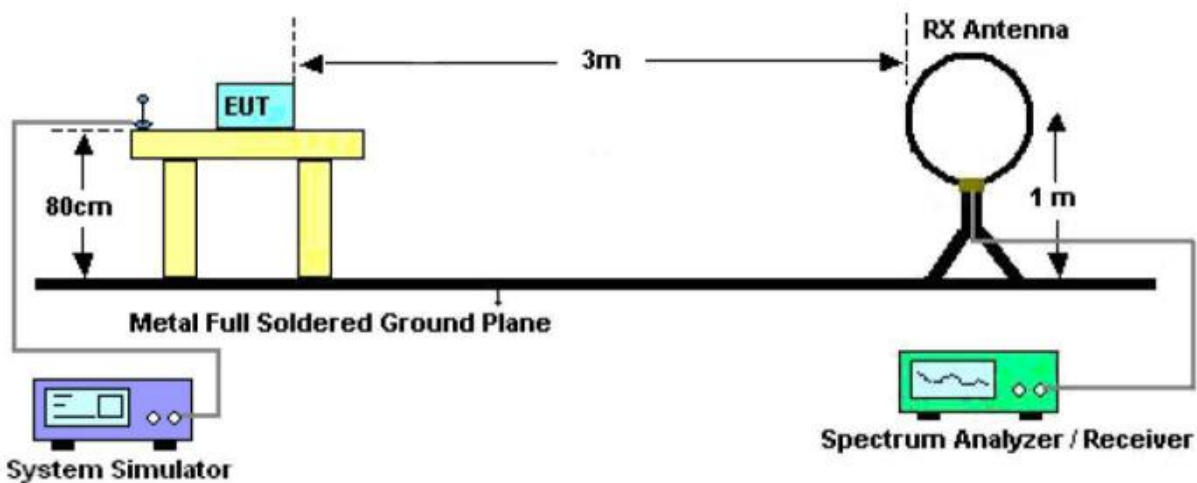 RX Antenna
3m
EUT
80cm
1 m
Metal Full Soldered Ground Plane
System Simulator
Spectrum Analyzer / Receiver